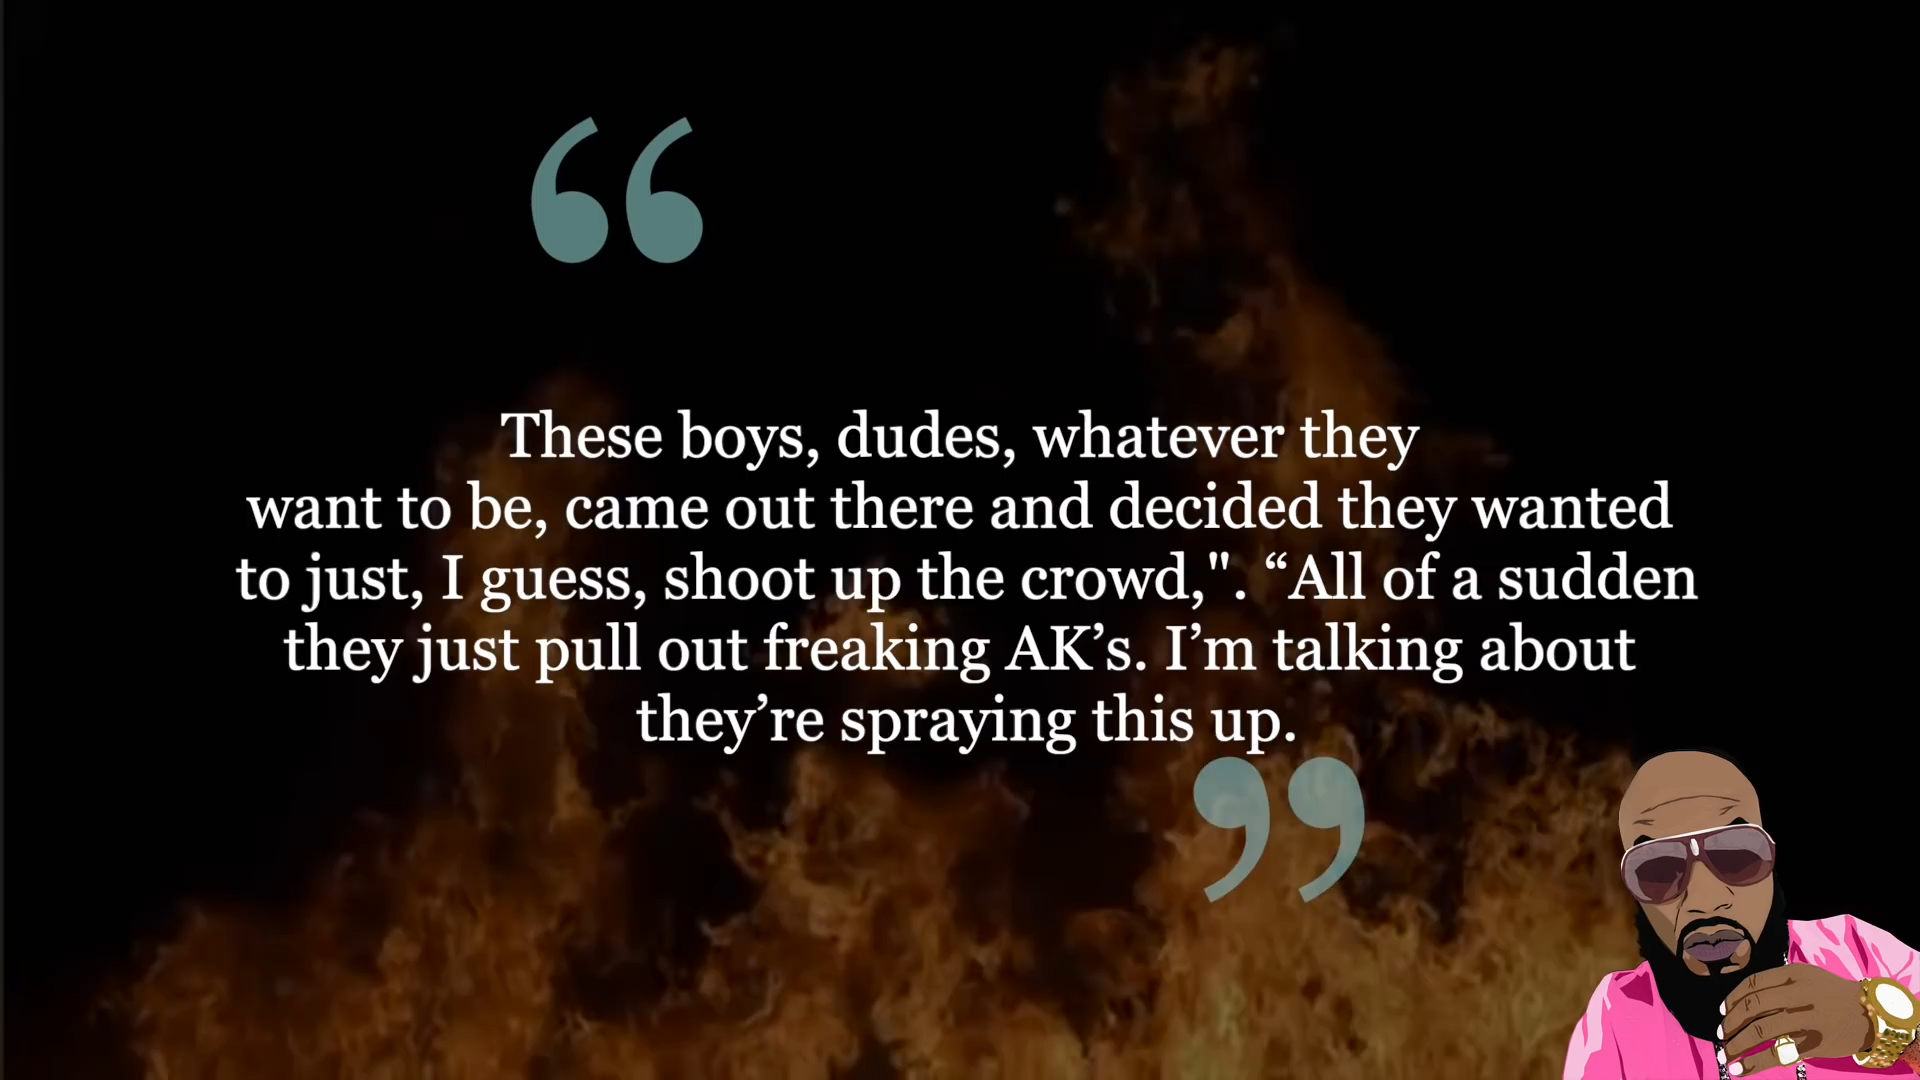 “
These boys, dudes, whatever they
want to be, came out there and decided they wanted
to just, I guess, shoot up the crowd,". “All of a sudden
they just pull out freaking AK’s. I’m talking about
they’re spraying this up.
”